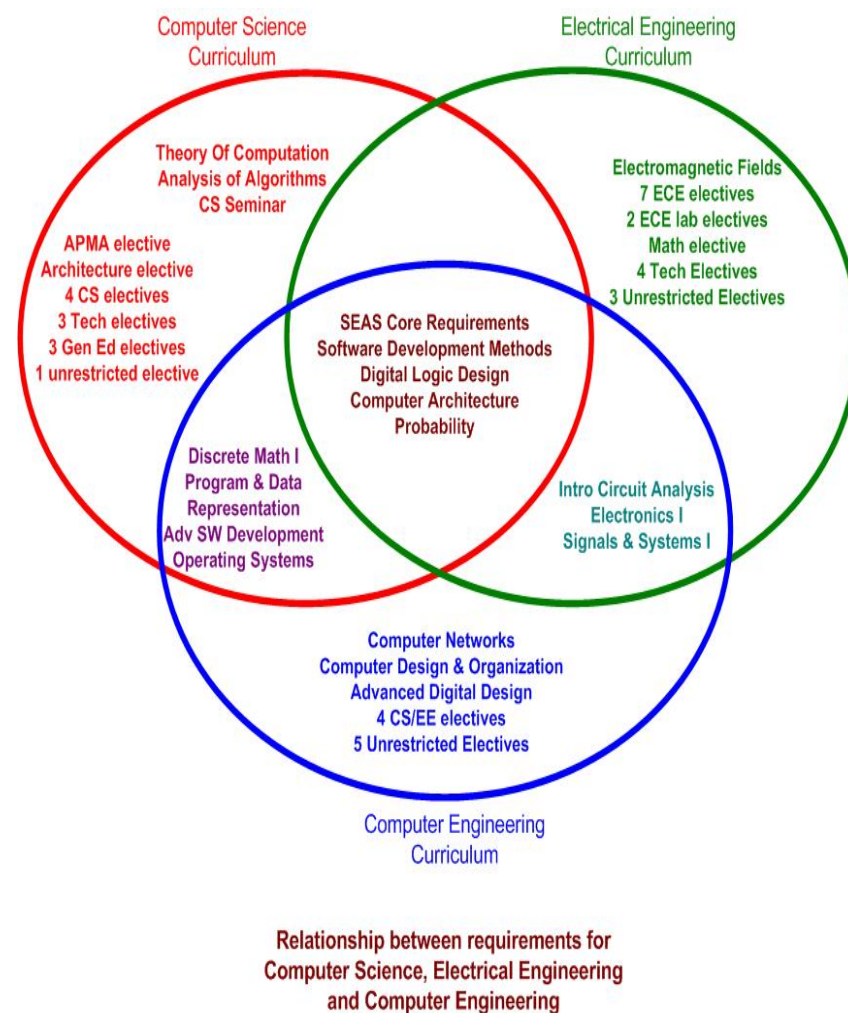 Computer Science
Curriculum
Electrical Engineering
Curriculum
Theory Of Computation
Analysis of Algorithms
CS Seminar
APMA elective
Architecture elective
4 CS electives
3 Tech electives
3 Gen Ed electives
1 unrestricted elective
Electromagnetic Fields
7 ECE electives
2 ECE lab electives
Math elective
4 Tech Electives
3 Unrestricted Electives
SEAS Core Requirements
Software Development Methods
Digital Logic Design
Computer Architecture
Probability
Discrete Math I
Program & Data
Representation
Adv SW Development
Operating Systems
Intro Circuit Analysis
Electronics I
Signals & Systems I
Computer Networks
Computer Design & Organization
Advanced Digital Design
4 CS/EE electives
5 Unrestricted Electives
Computer Engineering
Curriculum
Relationship between requirements for
Computer Science, Electrical Engineering
and Computer Engineering